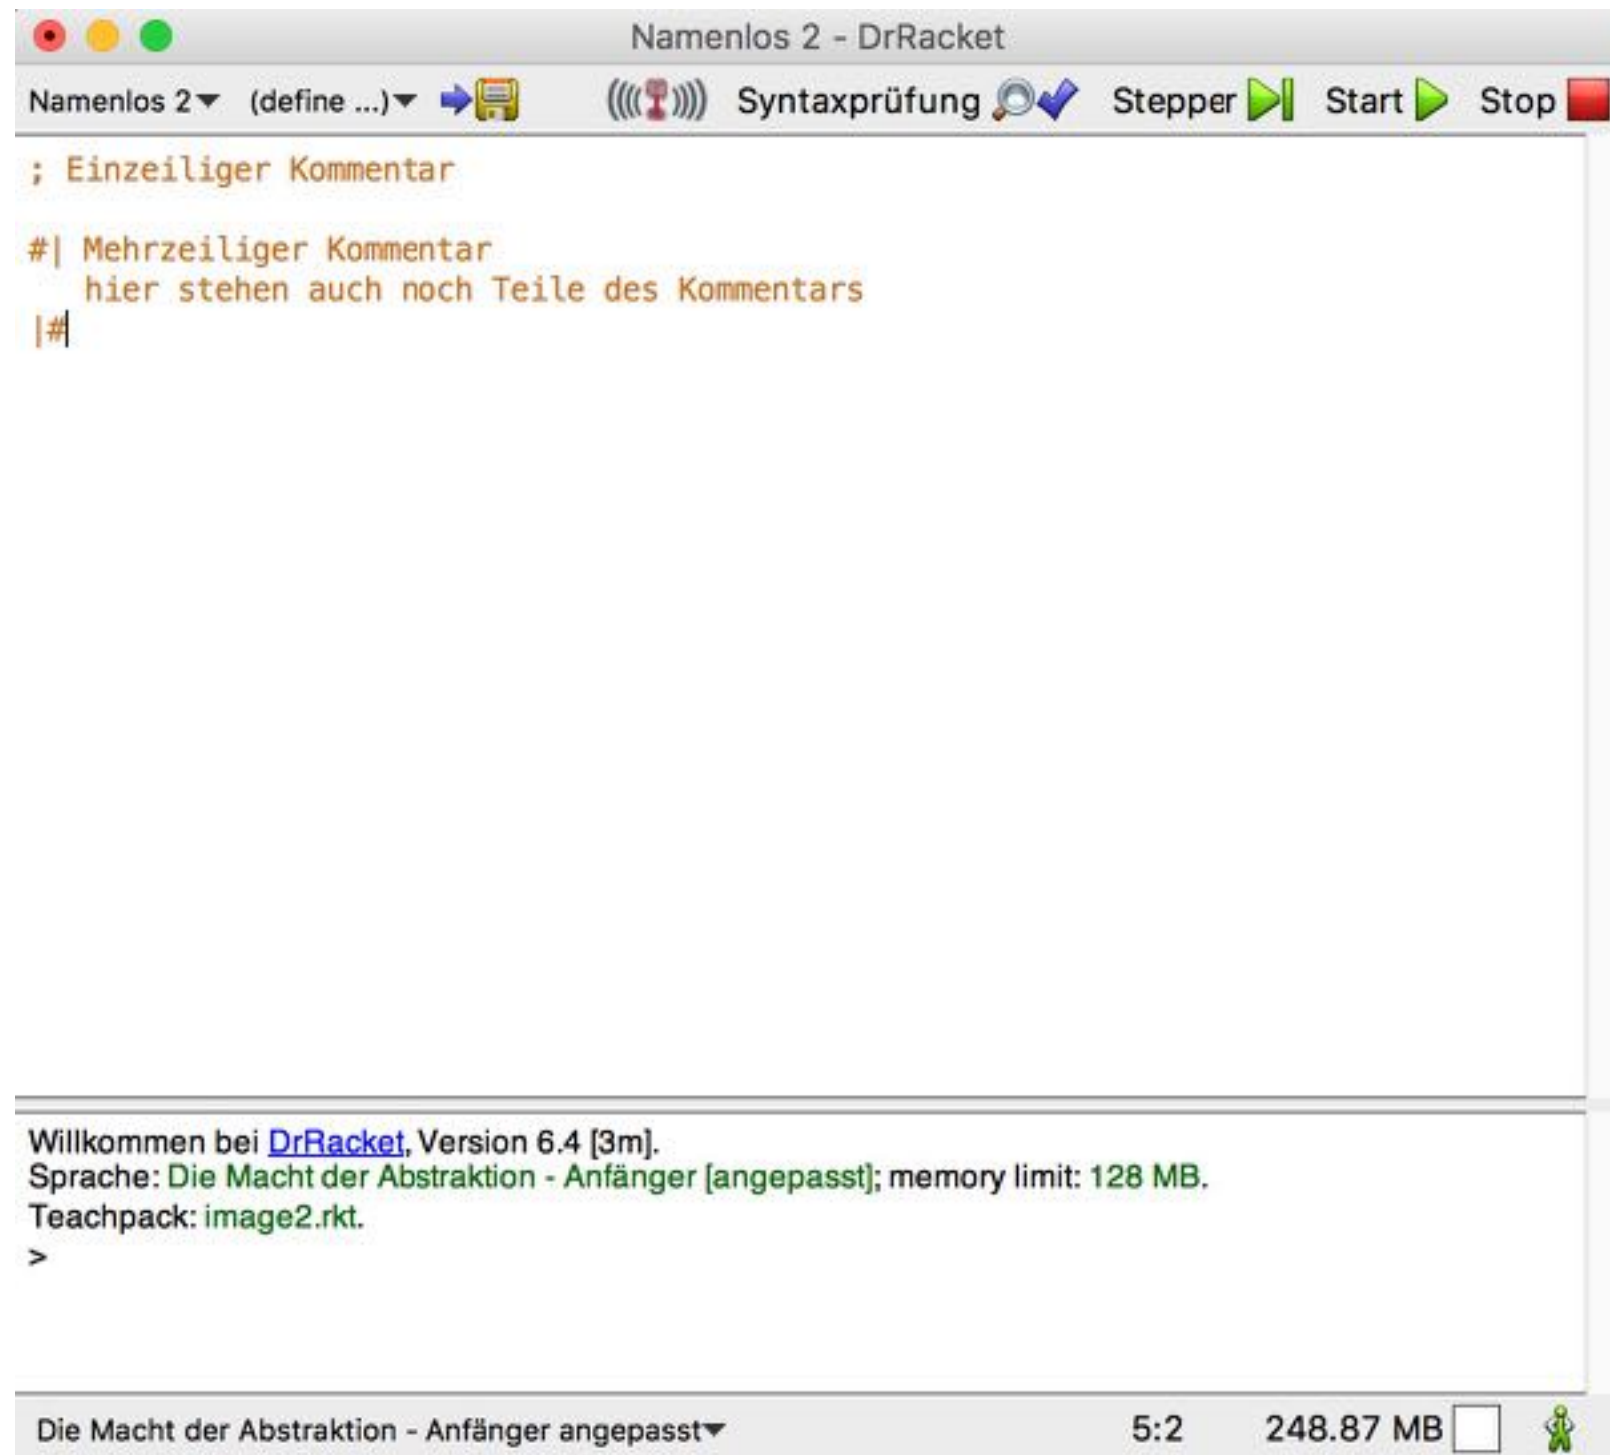 Namenlos 2 - DrRacket
Namenlos 2 (define ...) Syntaxprüfung Stepper Start Stop
; Einzeiliger Kommentar
#| Mehrzeiliger Kommentar
hier stehen auch noch Teile des Kommentars
|#
Willkommen bei DrRacket, Version 6.4 [3m].
Sprache: Die Macht der Abstraktion - Anfänger [angepasst]; memory limit: 128 MB.
Teachpack: image2.rkt.
>
Die Macht der Abstraktion - Anfänger angepasst 5:2 248.87 MB